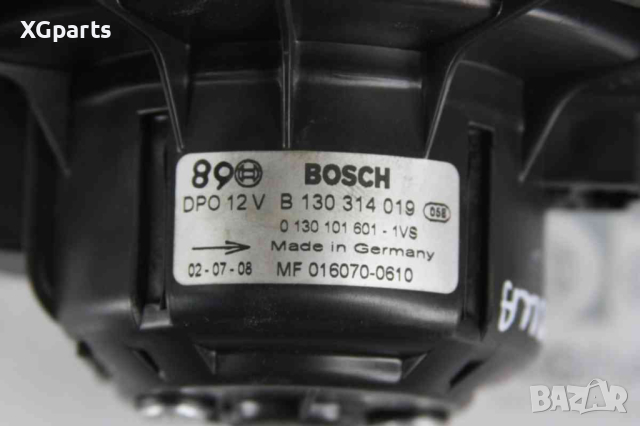 XGparts
89 BOSCH
DPO 12 V B 130 314 019 058
0 130 101 601 - 1VS
Made in Germany
02-07-08 MF 016070-0610
BAZAR